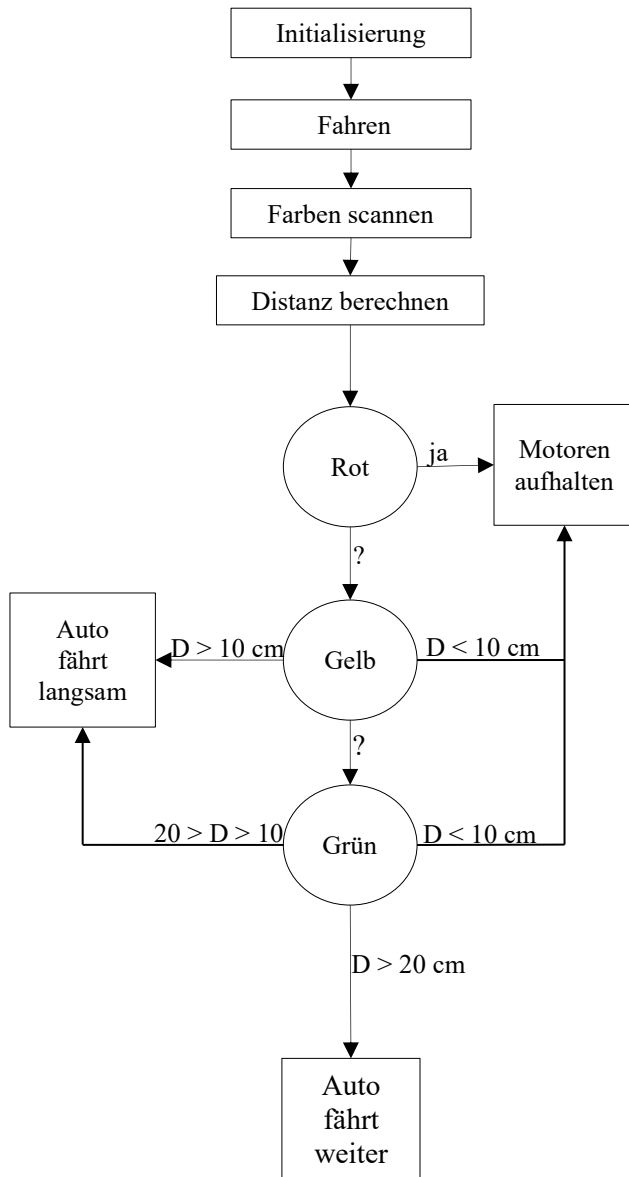 Initialisierung
Fahren
Farben scannen
Distanz berechnen
Rot
ja
Motoren
aufhalten
?
Auto
fährt
langsam
D > 10 cm
Gelb
D < 10 cm
?
20 > D > 10
Grün
D < 10 cm
D > 20 cm
Auto
fährt
weiter